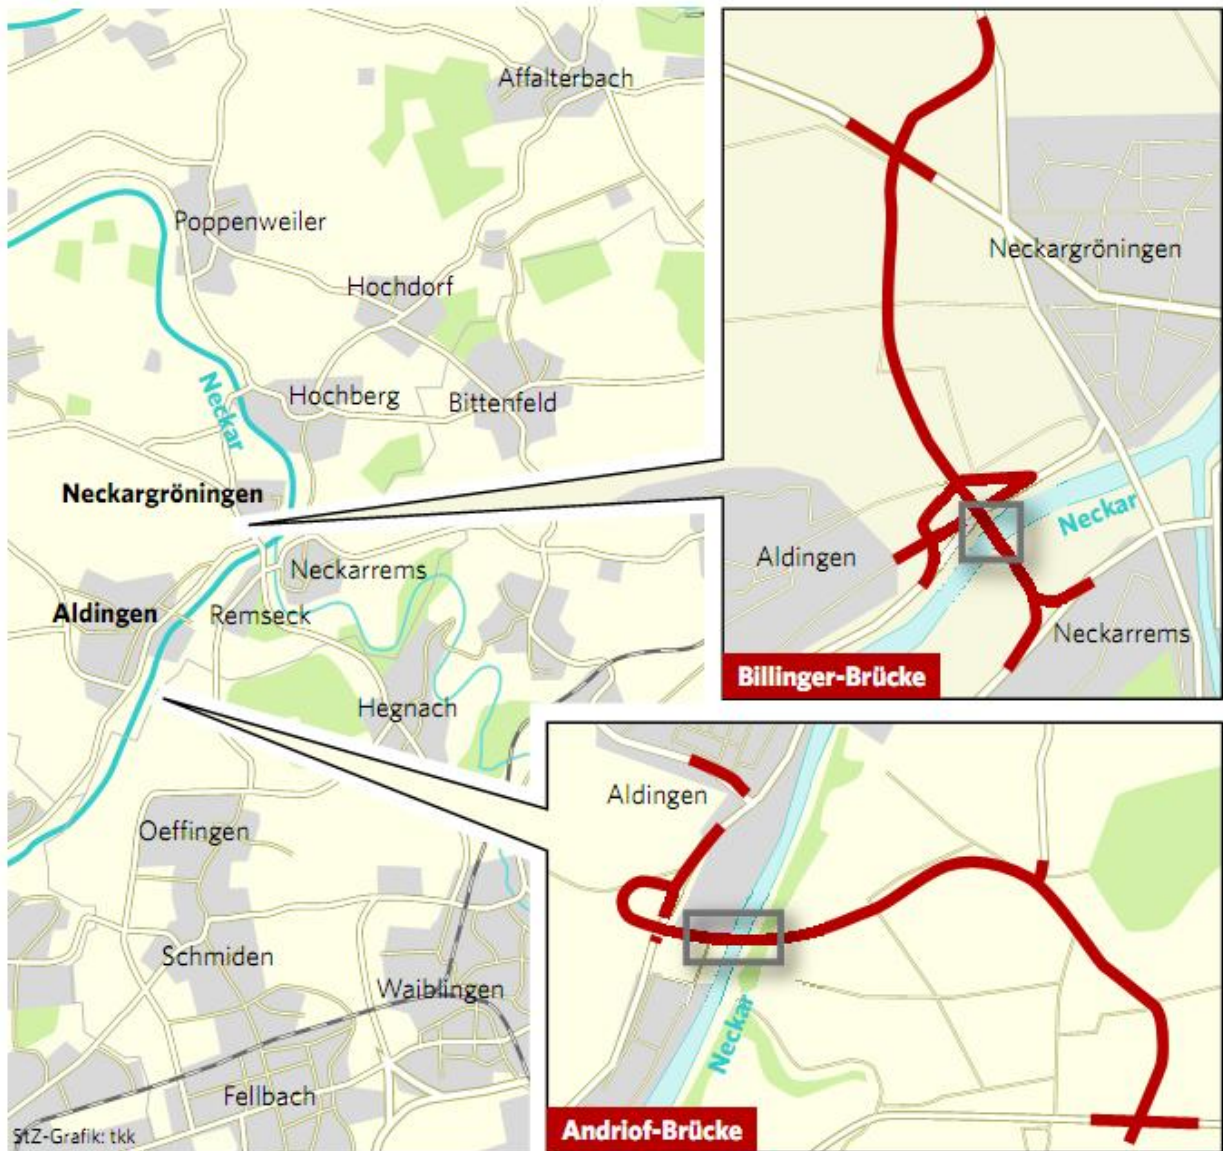 Affalterbach
Poppenweiler
Hochdorf
Neckar
Hochberg
Bittenfeld
Neckargröningen
Neckarrems
Aldingen
Remseck
Hegnach
Oeffingen
Schmiden
Waiblingen
Fellbach
StZ-Grafik: tkk
Neckargröningen
Neckar
Aldingen
Neckarrems
Billinger-Brücke
Aldingen
Neckar
Andriof-Brücke